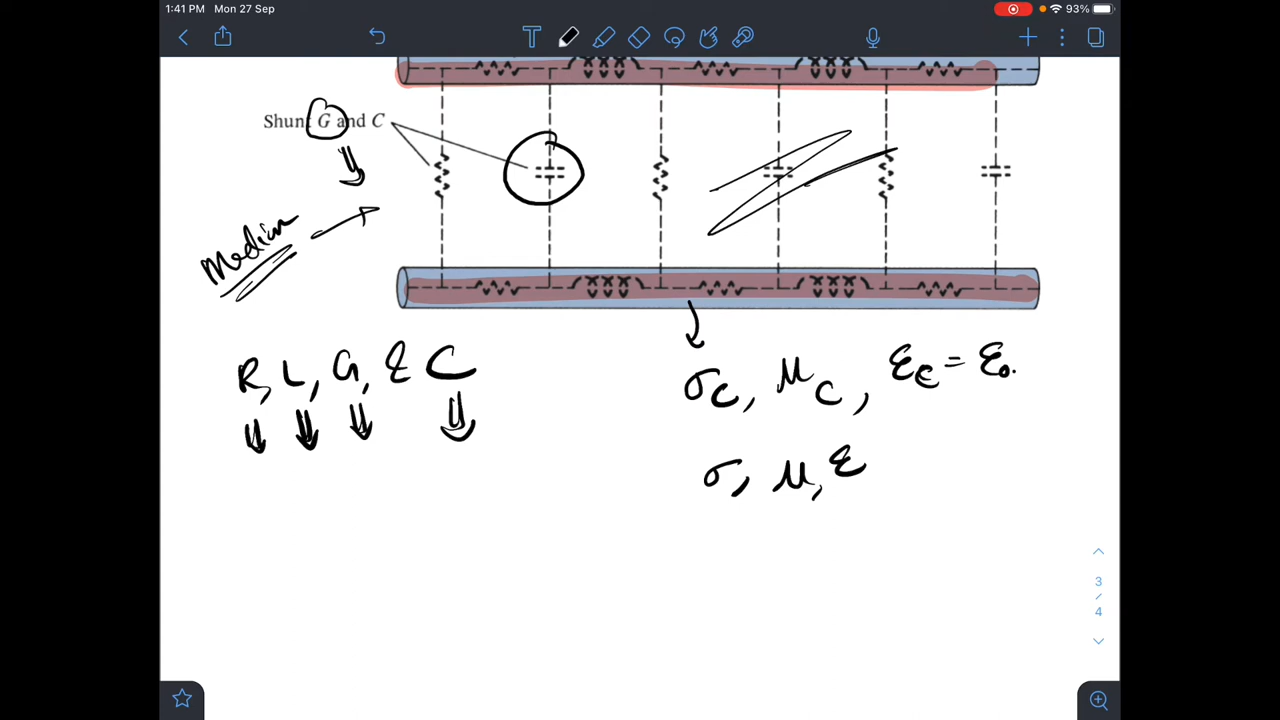 1:41 PM Mon 27 Sep
93%
T
Shunt G and C
Medium
R, L, G, & C
σc, μc, εc = ε₀.
σ, μ, ε
3
/
4